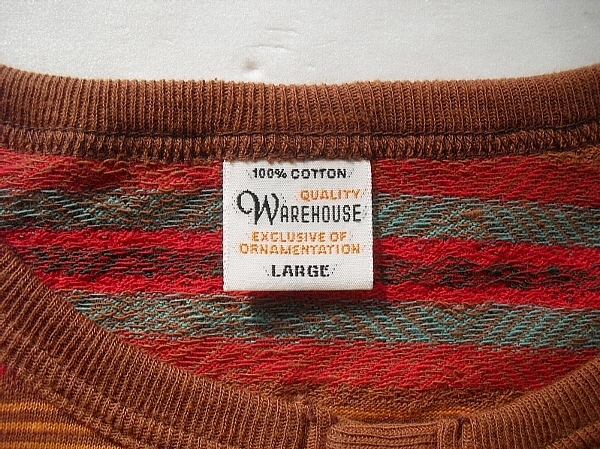 100% COTTON
QUALITY
WAREHOUSE
EXCLUSIVE OF
ORNAMENTATION
LARGE